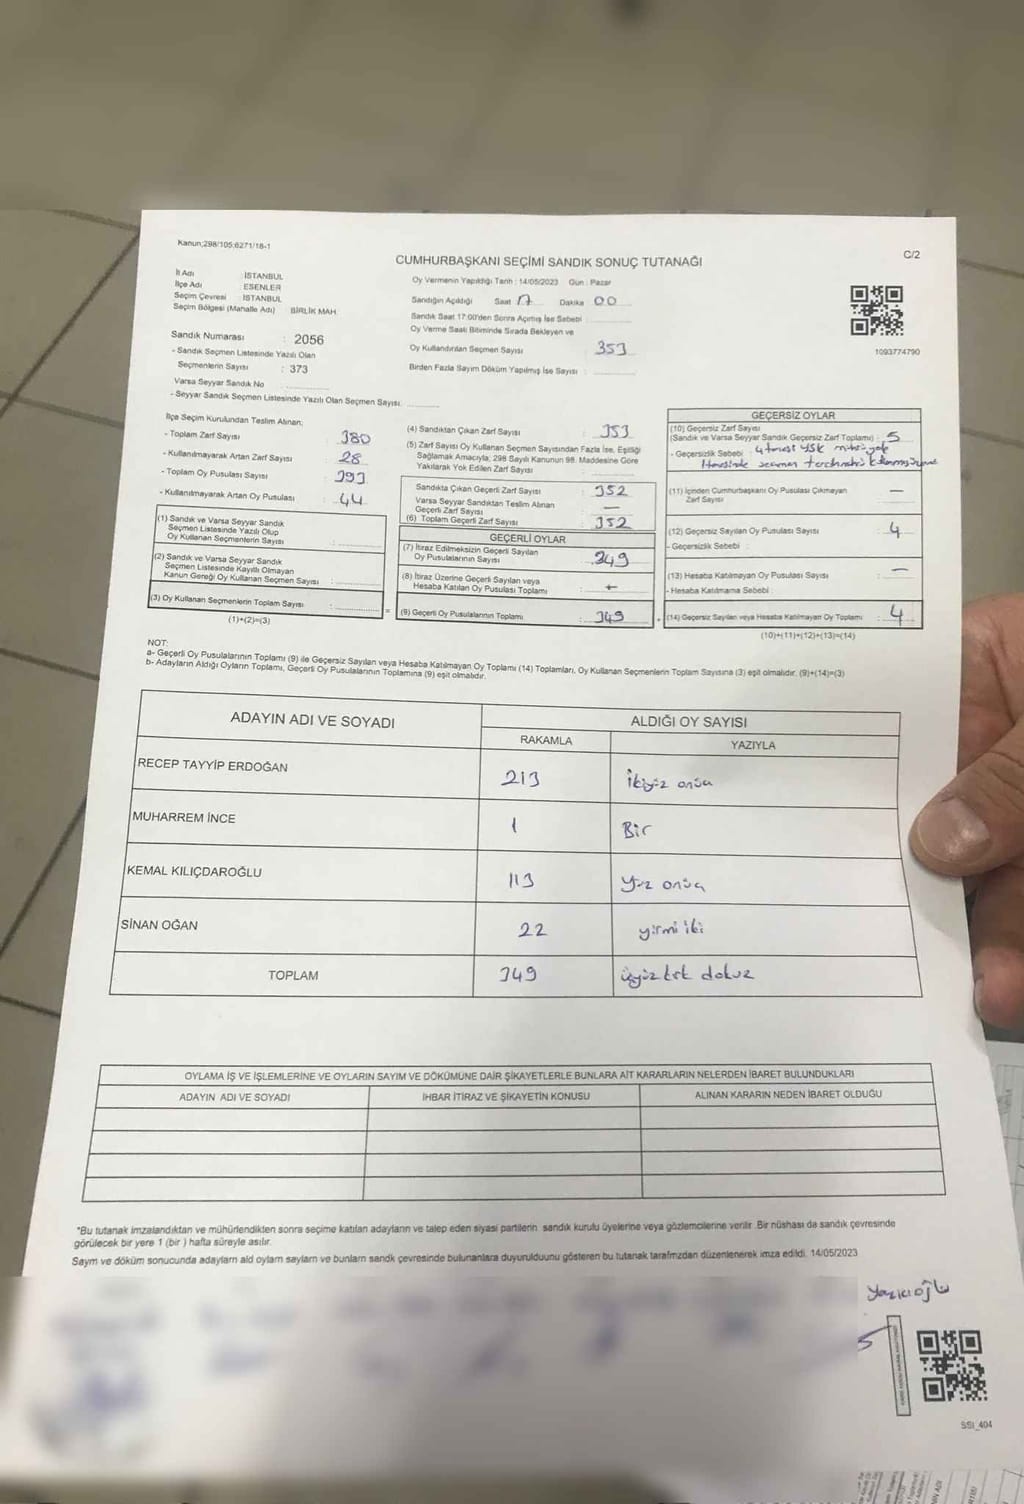 Kanun;298/105;6271/18-1
C/2
CUMHURBAŞKANI SEÇİMİ SANDIK SONUÇ TUTANAĞI
İl Adı : İSTANBUL
İlçe Adı : ESENLER
Seçim Çevresi : İSTANBUL
Seçim Bölgesi (Mahalle Adı) BİRLİK MAH.
Sandık Numarası : 2056
- Sandık Seçmen Listesinde Yazılı Olan
Seçmenlerin Sayısı : 373
Varsa Seyyar Sandık No
- Seyyar Sandık Seçmen Listesinde Yazılı Olan Seçmen Sayısı:
Oy Vermenin Yapıldığı Tarih : 14/05/2023 Gün : Pazar
Sandığın Açıldığı Saat 17 Dakika 00
Sandık Saat 17:00'den Sonra Açılmış İse Sebebi
Oy Verme Saati Bitiminde Sırada Bekleyen ve
Oy Kullandırılan Seçmen Sayısı : 353
Birden Fazla Sayım Döküm Yapılmış İse Sayısı
1093774790
İlçe Seçim Kurulundan Teslim Alınan;
- Toplam Zarf Sayısı : 380
- Kullanılmayarak Artan Zarf Sayısı : 28
- Toplam Oy Pusulası Sayısı : 393
- Kullanılmayarak Artan Oy Pusulası : 44
(1) Sandık ve Varsa Seyyar Sandık
Seçmen Listesinde Yazılı Olup
Oy Kullanan Seçmenlerin Sayısı
(2) Sandık ve Varsa Seyyar Sandık
Seçmen Listesinde Kayıtlı Olmayan
Kanun Gereği Oy Kullanan Seçmen Sayısı :
(3) Oy Kullanan Seçmenlerin Toplam Sayısı :
(1)+(2)=(3)
(4) Sandıktan Çıkan Zarf Sayısı : 353
(5) Zarf Sayısı Oy Kullanan Seçmen Sayısından Fazla İse, Eşitliği
Sağlamak Amacıyla, 298 Sayılı Kanunun 98. Maddesine Göre
Yakılarak Yok Edilen Zarf Sayısı
Sandıkta Çıkan Geçerli Zarf Sayısı : 352
Varsa Seyyar Sandıktan Teslim Alınan
Geçerli Zarf Sayısı : —
(6) Toplam Geçerli Zarf Sayısı : 352
GEÇERLİ OYLAR
(7) İtiraz Edilmeksizin Geçerli Sayılan
Oy Pusulalarının Sayısı : 349
(8) İtiraz Üzerine Geçerli Sayılan veya
Hesaba Katılan Oy Pusulası Toplamı :
(9) Geçerli Oy Pusulalarının Toplamı : 349
GEÇERSİZ OYLAR
(10) Geçersiz Zarf Sayısı
(Sandık ve Varsa Seyyar Sandık Geçersiz Zarf Toplamı) : 5
- Geçersizlik Sebebi : 4 tanesi YSK mührü yok
1 tanesinde seçmen
(11) İçinden Cumhurbaşkanı Oy Pusulası Çıkmayan
Zarf Sayısı : —
(12) Geçersiz Sayılan Oy Pusulası Sayısı : 4
- Geçersizlik Sebebi :
(13) Hesaba Katılmayan Oy Pusulası Sayısı : —
- Hesaba Katılmama Sebebi :
(14) Geçersiz Sayılan veya Hesaba Katılmayan Oy Toplamı : 4
(10)+(11)+(12)+(13)=(14)
NOT:
a- Geçerli Oy Pusulalarının Toplamı (9) ile Geçersiz Sayılan veya Hesaba Katılmayan Oy Toplamı (14) Toplamları, Oy Kullanan Seçmenlerin Toplam Sayısına (3) eşit olmalıdır. (9)+(14)=(3)
b- Adayların Aldığı Oyların Toplamı, Geçerli Oy Pusulalarının Toplamına (9) eşit olmalıdır.
ADAYIN ADI VE SOYADI
ALDIĞI OY SAYISI
RAKAMLA YAZIYLA
RECEP TAYYİP ERDOĞAN 213 ikiyüz onüç
MUHARREM İNCE 1 Bir
KEMAL KILIÇDAROĞLU 113 Yüz onüç
SİNAN OĞAN 22 yirmi iki
TOPLAM 349 üçyüz kırk dokuz
OYLAMA İŞ VE İŞLEMLERİNE VE OYLARIN SAYIM VE DÖKÜMÜNE DAİR ŞİKAYETLERLE BUNLARA AİT KARARLARIN NELERDEN İBARET BULUNDUKLARI
ADAYIN ADI VE SOYADI
İHBAR İTİRAZ VE ŞİKAYETİN KONUSU
ALINAN KARARIN NEDEN İBARET OLDUĞU
*Bu tutanak imzalandıktan ve mühürlendikten sonra seçime katılan adayların ve talep eden siyasi partilerin sandık kurulu üyelerine veya gözlemcilerine verilir. Bir nüshası da sandık çevresinde
görülecek bir yere 1 (bir ) hafta süreyle asılır.
Sayım ve döküm sonucunda adayların ald oyların sayılarn ve bunların sandk çevresinde bulunanlara duyurulduunu gösteren bu tutanak tarafmzdan düzenlenerek imza edildi. 14/05/2023
Yazıcıoğlu
SSI_404